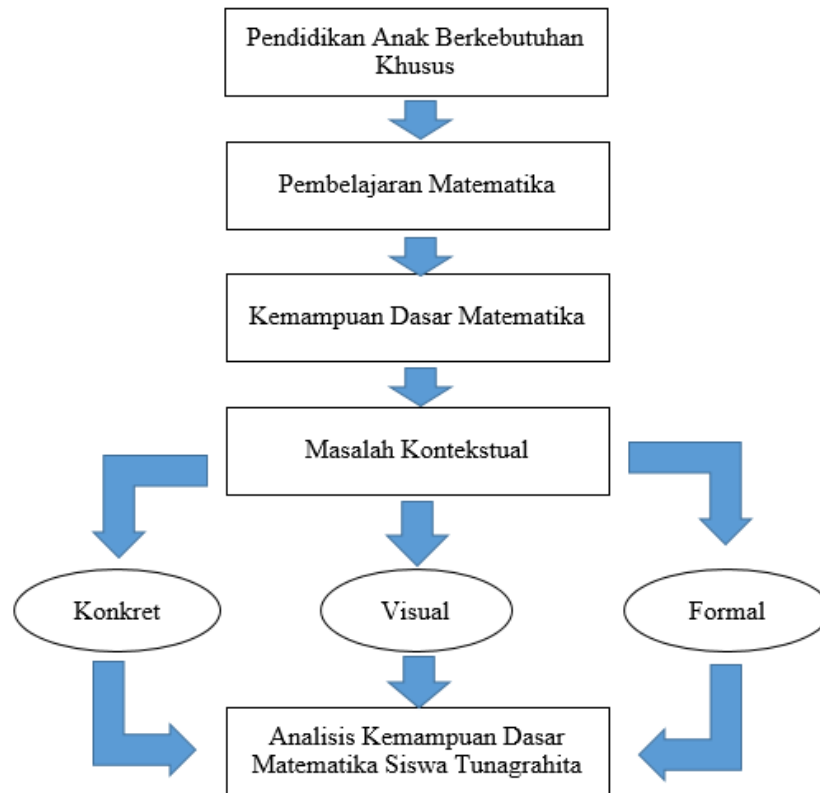 Pendidikan Anak Berkebutuhan
Khusus
Pembelajaran Matematika
Kemampuan Dasar Matematika
Masalah Kontekstual
Konkret
Visual
Formal
Analisis Kemampuan Dasar
Matematika Siswa Tunagrahita